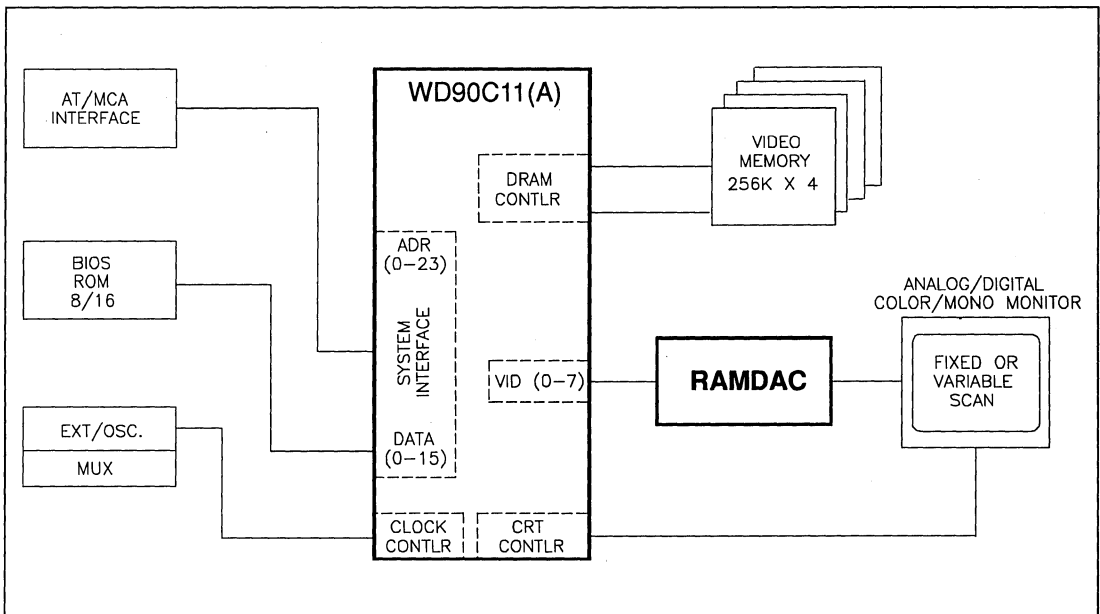 WD90C11(A)
AT/MCA
INTERFACE
BIOS
ROM
8/16
EXT/OSC.
MUX
ADR
(0-23)
SYSTEM
INTERFACE
DATA
(0-15)
CLOCK
CONTLR
DRAM
CONTLR
VID (0-7)
CRT
CONTLR
VIDEO
MEMORY
256K X 4
RAMDAC
ANALOG/DIGITAL
COLOR/MONO MONITOR
FIXED OR
VARIABLE
SCAN